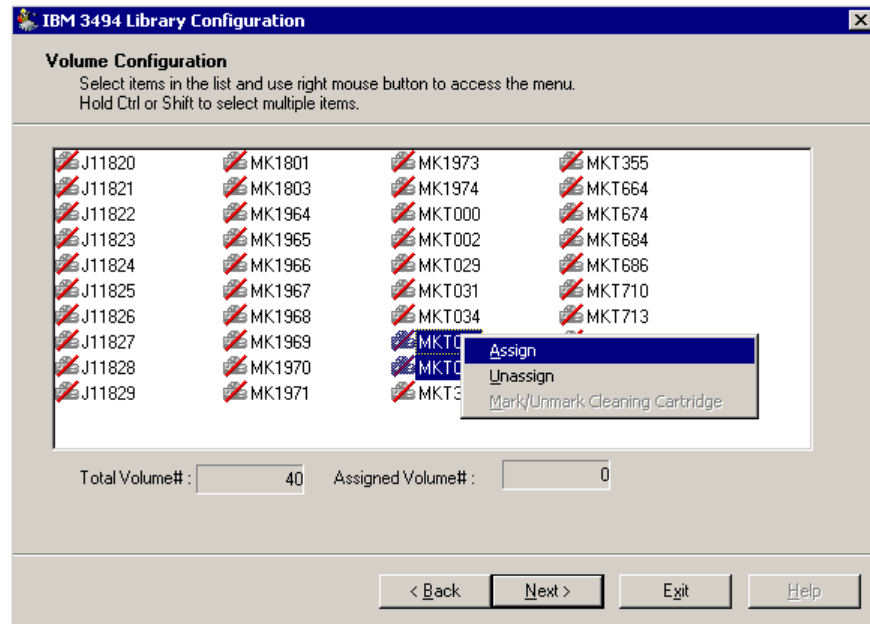 IBM 3494 Library Configuration
Volume Configuration
Select items in the list and use right mouse button to access the menu.
Hold Ctrl or Shift to select multiple items.
J11820 MK1801 MK1973 MKT355
J11821 MK1803 MK1974 MKT664
J11822 MK1964 MKT000 MKT674
J11823 MK1965 MKT002 MKT684
J11824 MK1966 MKT029 MKT686
J11825 MK1967 MKT031 MKT710
J11826 MK1968 MKT034 MKT713
J11827 MK1969
J11828 MK1970
J11829 MK1971
Assign
Unassign
Mark/Unmark Cleaning Cartridge
Total Volume# : 40 Assigned Volume# : 0
< Back Next > Exit Help